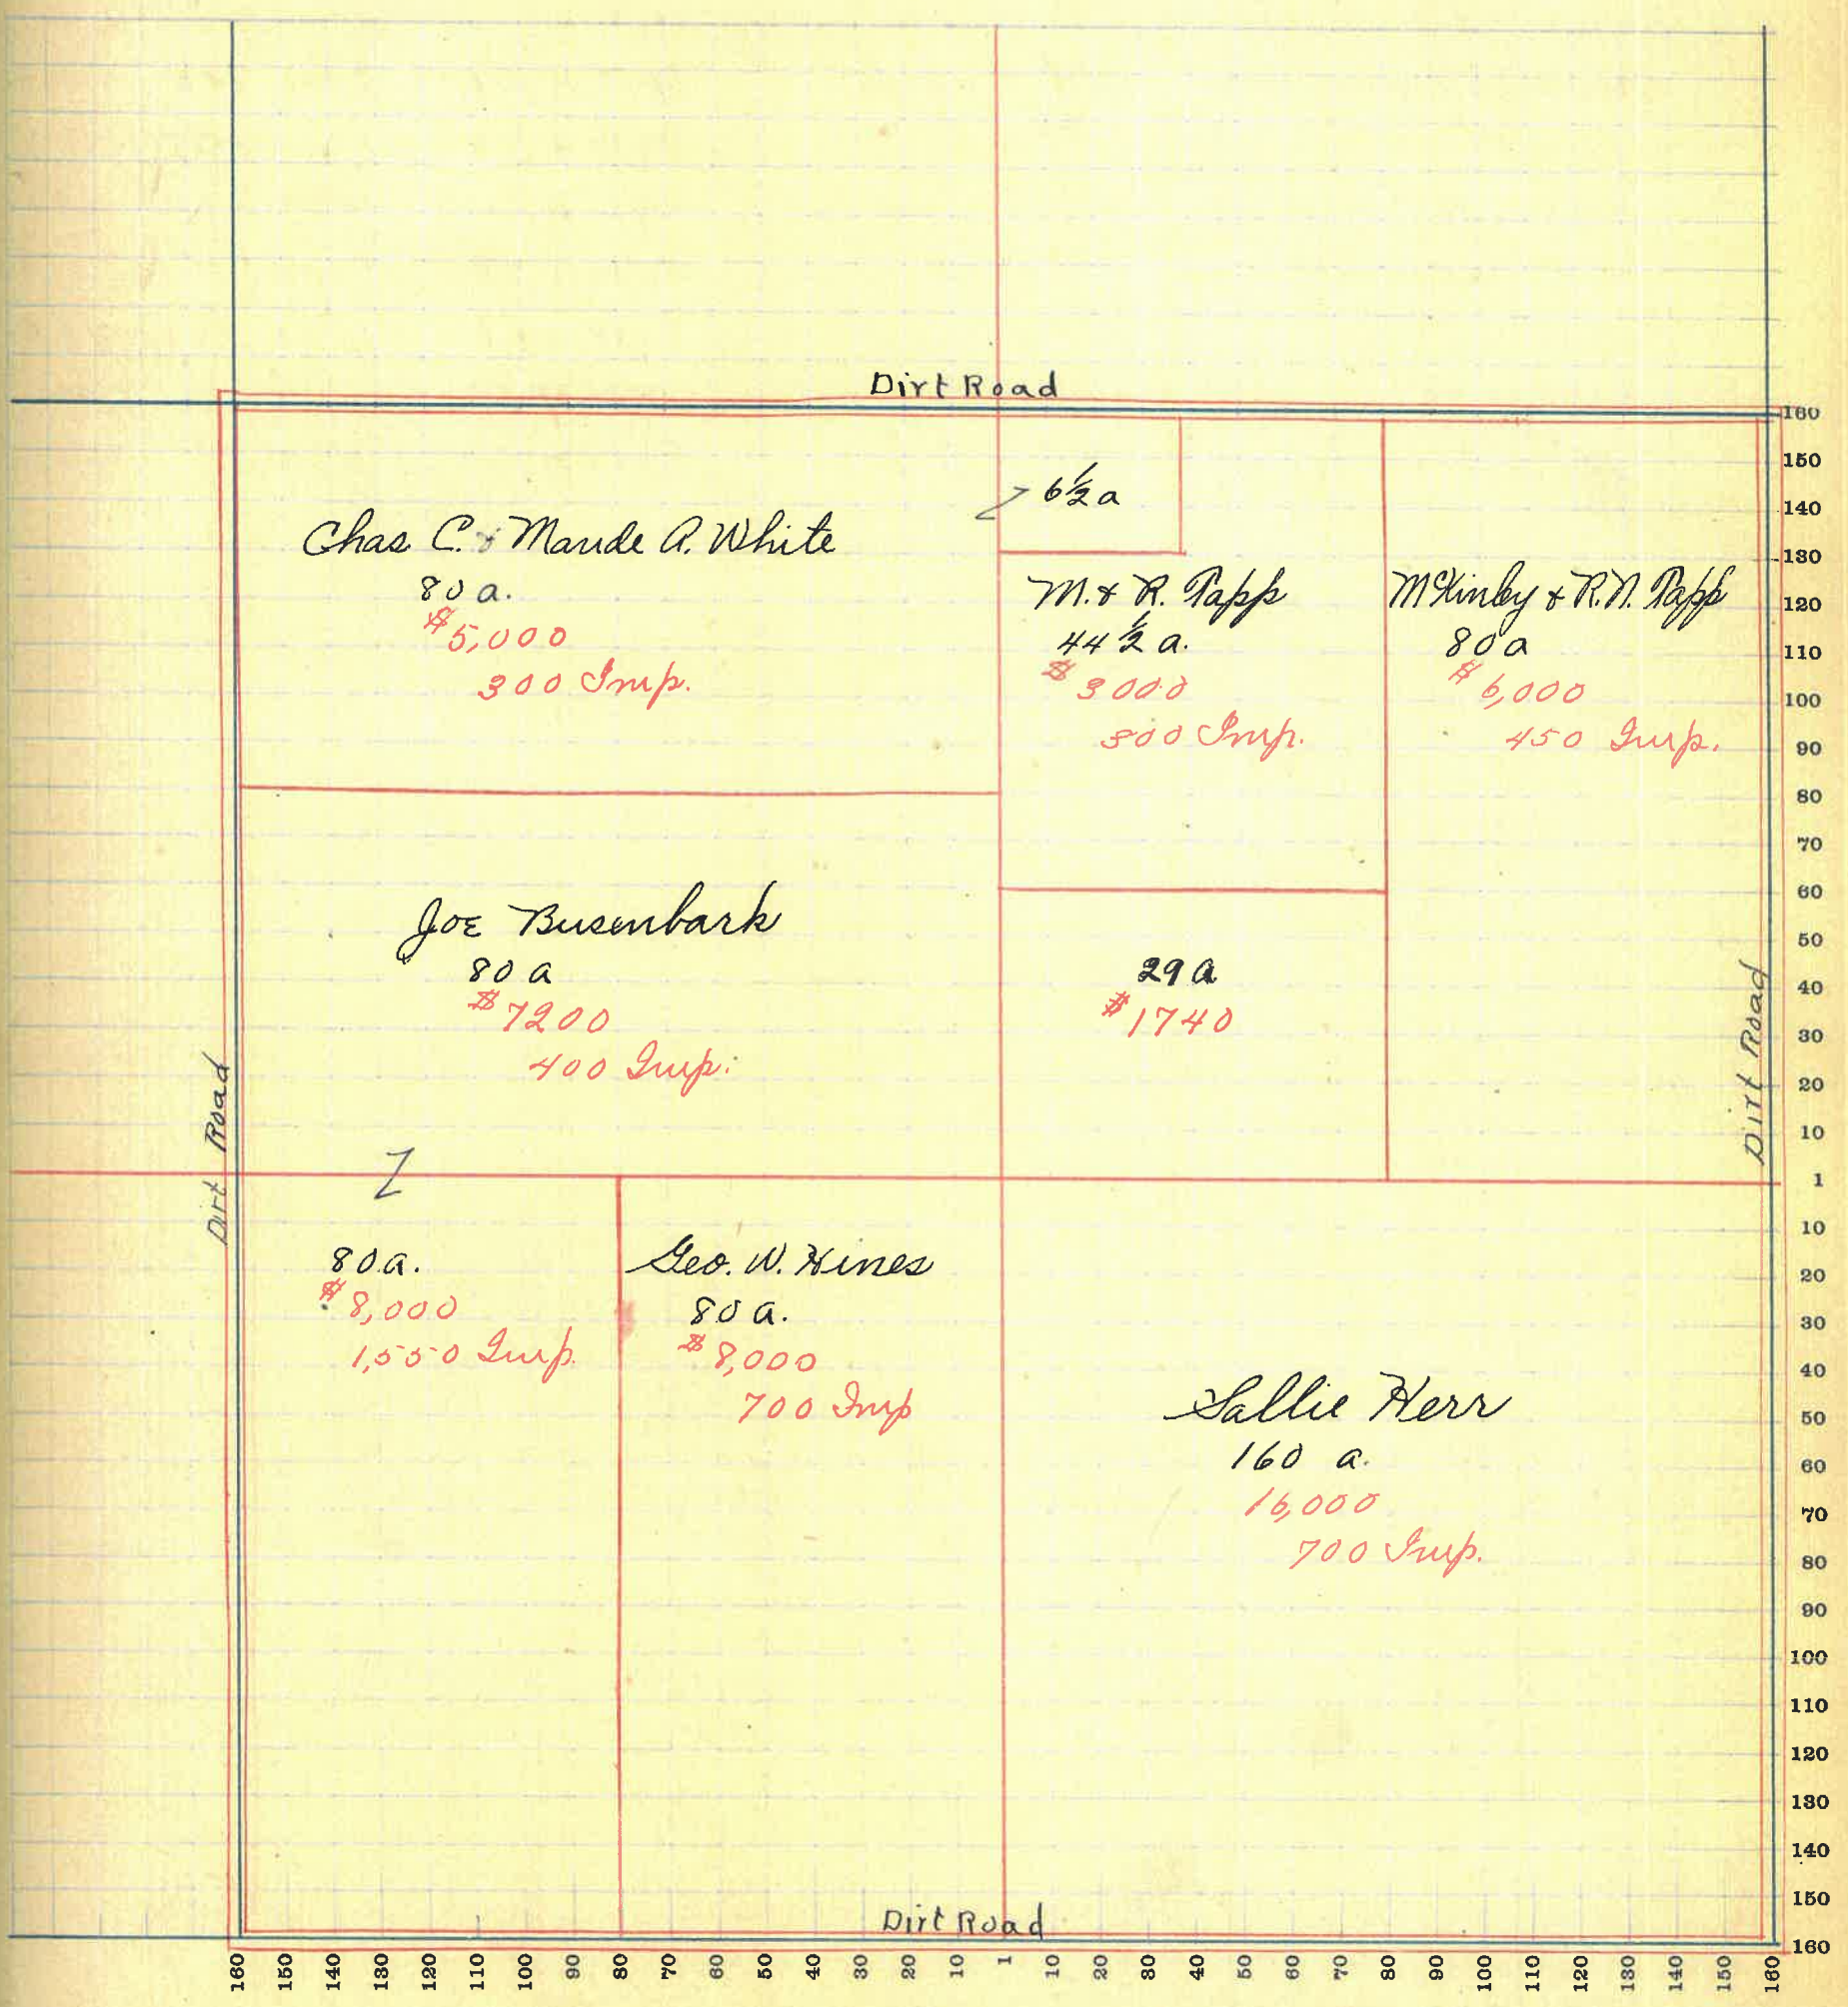 Dirt Road
Chas C. & Maude A. White
80 a.
$5,000
300 Imp.
6½ a
M. & R. Tapp
44½ a.
$3000
300 Imp.
McKinley & R.N. Tapp
80 a
$6,000
450 Imp.
Joe Busenbark
80 a
$7200
400 Imp.
29 a
$1740
Dirt Road
Dirt Road
80 a.
$8,000
1,550 Imp.
Geo. W. Hines
80 a.
$8,000
700 Imp
Sallie Herr
160 a.
16,000
700 Imp.
Dirt Road
160
150
140
130
120
110
100
90
80
70
60
50
40
30
20
10
1
10
20
30
40
50
60
70
80
90
100
110
120
130
140
150
160
160 150 140 130 120 110 100 90 80 70 60 50 40 30 20 10 1 10 20 30 40 50 60 70 80 90 100 110 120 130 140 150 160